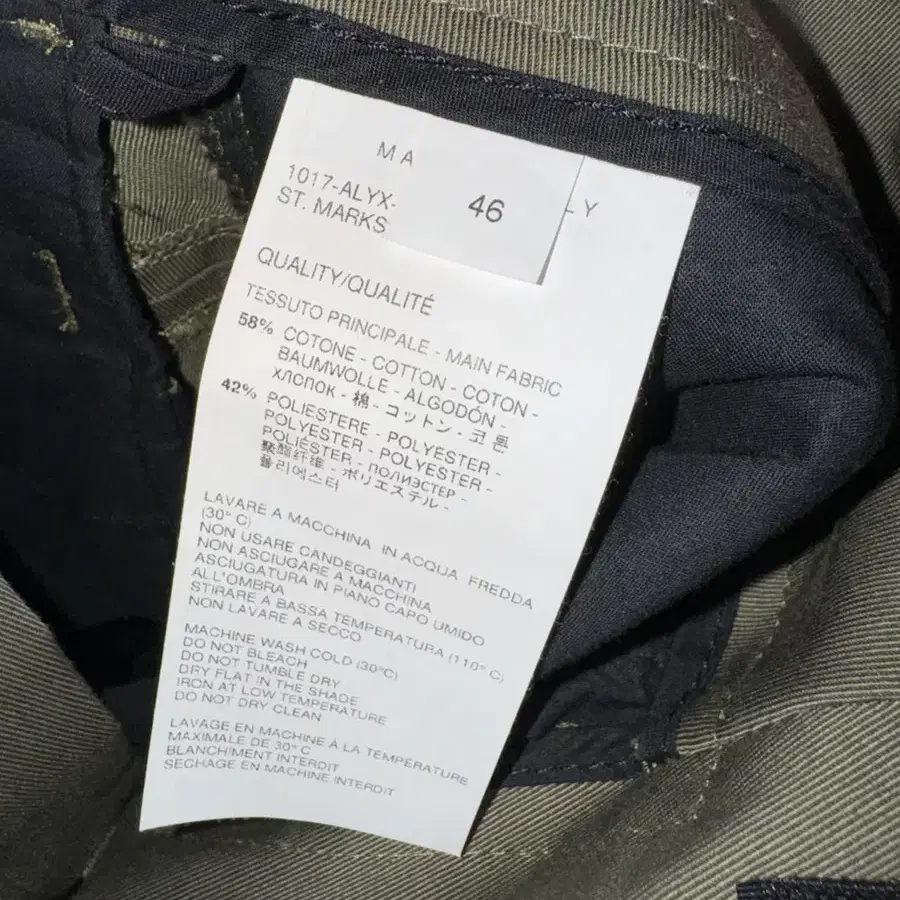 MA
LY
1017-ALYX-
ST. MARKS
46
QUALITY/QUALITÉ
TESSUTO PRINCIPALE - MAIN FABRIC
58% COTONE - COTTON - COTON -
BAUMWOLLE - ALGODÓN -
ХЛОПОК - 棉 - コットン - 코튼
42% POLIESTERE - POLYESTER -
POLYESTER - POLYESTER -
POLIÉSTER - ПОЛИЭСТЕР -
聚酯纤维 - ポリエステル -
폴리에스터
LAVARE A MACCHINA IN ACQUA FREDDA
(30° C)
NON USARE CANDEGGIANTI
NON ASCIUGARE A MACCHINA
ASCIUGATURA IN PIANO CAPO UMIDO
ALL'OMBRA
STIRARE A BASSA TEMPERATURA (110° C)
NON LAVARE A SECCO
MACHINE WASH COLD (30°C)
DO NOT BLEACH
DO NOT TUMBLE DRY
DRY FLAT IN THE SHADE
IRON AT LOW TEMPERATURE
DO NOT DRY CLEAN
LAVAGE EN MACHINE À LA TEMPERATURE
MAXIMALE DE 30° C
BLANCHIMENT INTERDIT
SECHAGE EN MACHINE INTERDIT